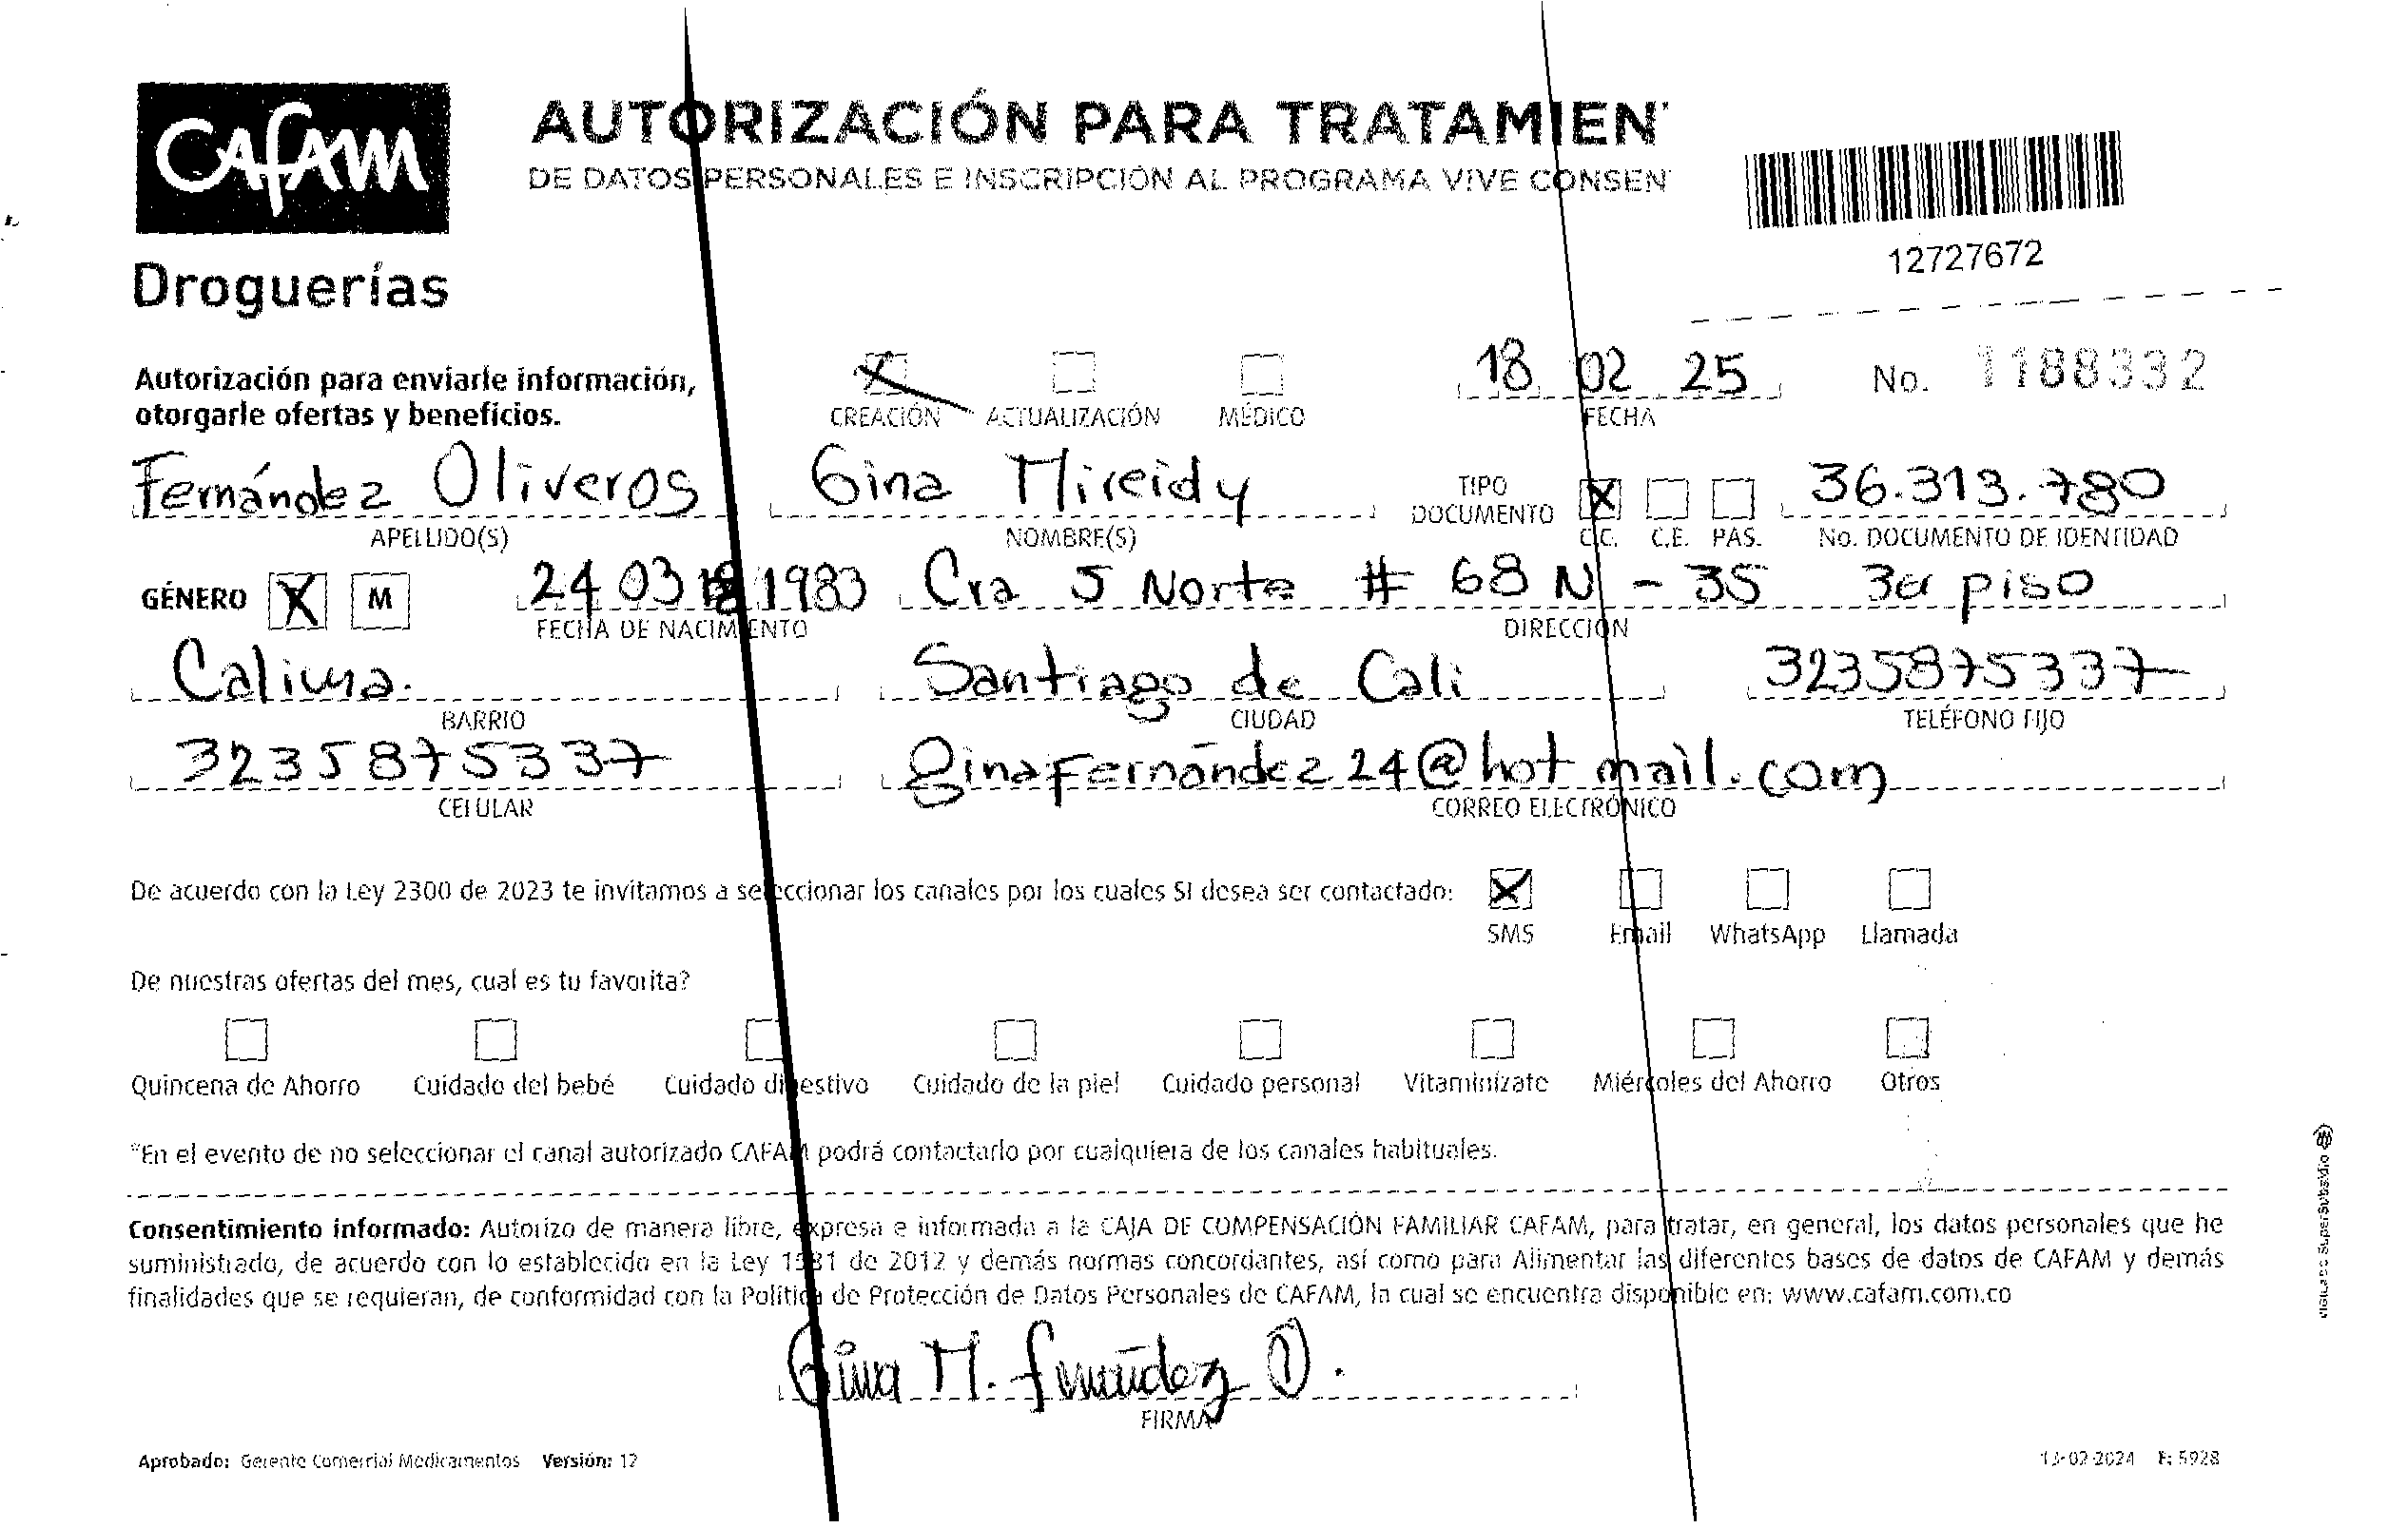 CAFAM
Droguerías
AUTORIZACIÓN PARA TRATAMIEN
DE DATOS PERSONALES E INSCRIPCIÓN AL PROGRAMA VIVE CONSEN
12727672
Autorización para enviarle información,
otorgarle ofertas y beneficios.
CREACIÓN ACTUALIZACIÓN MÉDICO
18 02 25
FECHA
No. 1188332
Fernández Oliveros
APELLIDO(S)
Gina Mireidy
NOMBRE(S)
TIPO
DOCUMENTO
X
C.C. C.E. PAS.
36.313.780
No. DOCUMENTO DE IDENTIDAD
GÉNERO X M
24 03 1983
FECHA DE NACIMIENTO
Cra 5 Norte # 68 N - 35 3er piso
DIRECCIÓN
Calima.
BARRIO
Santiago de Cali
CIUDAD
3235875337
TELÉFONO FIJO
3235875337
CELULAR
ginaFernández24@hotmail.com
CORREO ELECTRÓNICO
De acuerdo con la Ley 2300 de 2023 te invitamos a seleccionar los canales por los cuales SI desea ser contactado:
X
SMS Email WhatsApp Llamada
De nuestras ofertas del mes, cual es tu favorita?
Quincena de Ahorro Cuidado del bebé Cuidado digestivo Cuidado de la piel Cuidado personal Vitaminízate Miércoles del Ahorro Otros
*En el evento de no seleccionar el canal autorizado CAFAM podrá contactarlo por cualquiera de los canales habituales.
Consentimiento informado: Autorizo de manera libre, expresa e informada a la CAJA DE COMPENSACIÓN FAMILIAR CAFAM, para tratar, en general, los datos personales que he
suministrado, de acuerdo con lo establecido en la Ley 1581 de 2012 y demás normas concordantes, así como para Alimentar las diferentes bases de datos de CAFAM y demás
finalidades que se requieran, de conformidad con la Política de Protección de Datos Personales de CAFAM, la cual se encuentra disponible en: www.cafam.com.co
Gina M. Fernández O.
FIRMA
Aprobado: Gerente Comercial Medicamentos Versión: 12
13-02-2024 F: 5928
VIGILADO SuperSubsidio